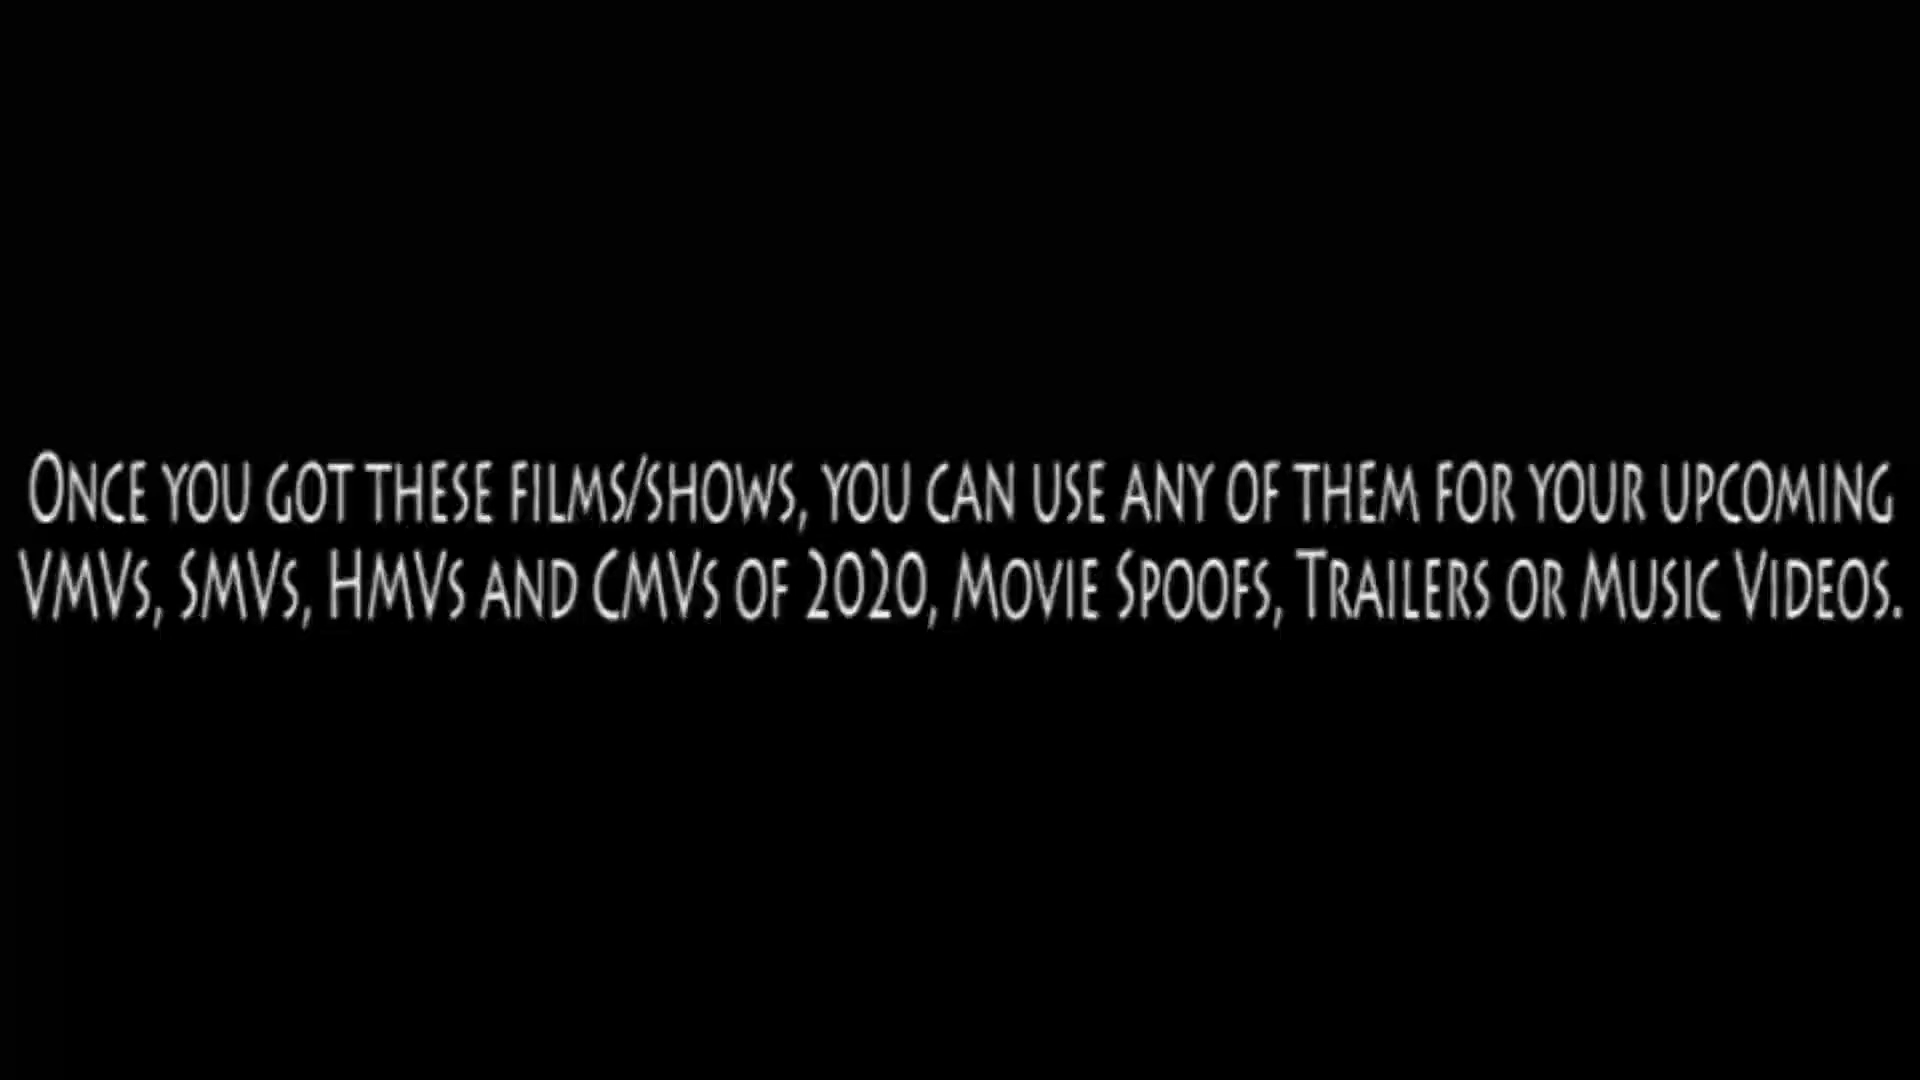 Once you got these films/shows, you can use any of them for your upcoming
VMVs, SMVs, HMVs and CMVs of 2020, Movie Spoofs, Trailers or Music Videos.